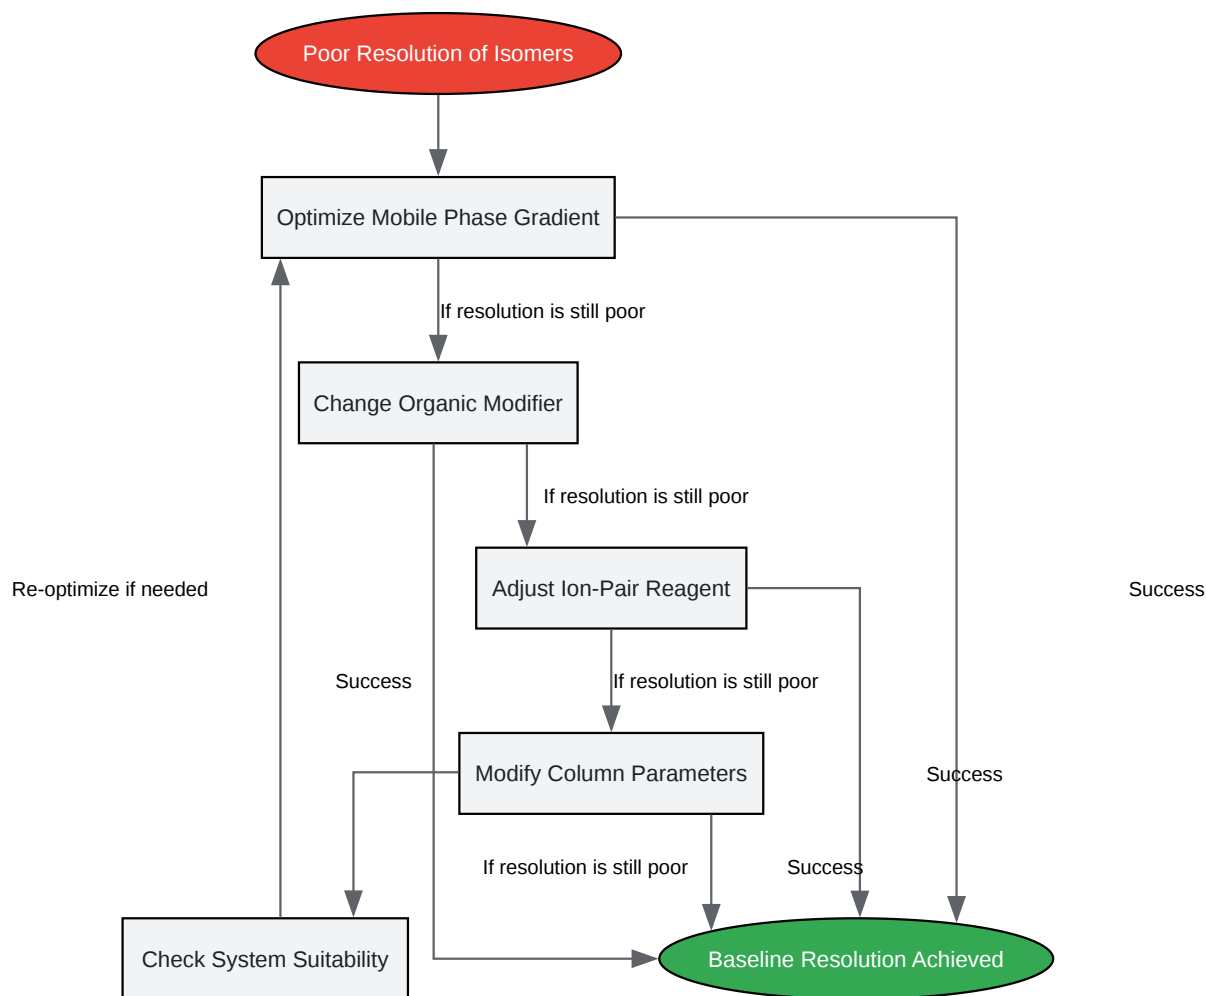 Poor Resolution of Isomers
Optimize Mobile Phase Gradient
If resolution is still poor
Change Organic Modifier
If resolution is still poor
Re-optimize if needed
Adjust Ion-Pair Reagent
Success
Success
If resolution is still poor
Modify Column Parameters
Success
If resolution is still poor
Success
Check System Suitability
Baseline Resolution Achieved